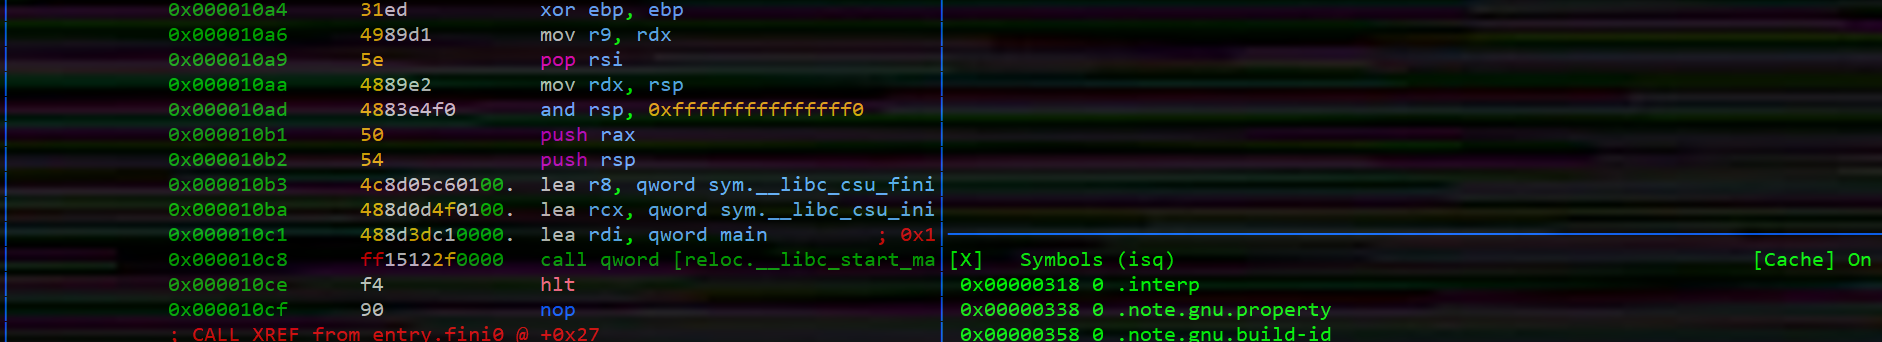 0x000010a4 31ed xor ebp, ebp
0x000010a6 4989d1 mov r9, rdx
0x000010a9 5e pop rsi
0x000010aa 4889e2 mov rdx, rsp
0x000010ad 4883e4f0 and rsp, 0xfffffffffffffff0
0x000010b1 50 push rax
0x000010b2 54 push rsp
0x000010b3 4c8d05c60100. lea r8, qword sym.__libc_csu_fini
0x000010ba 488d0d4f0100. lea rcx, qword sym.__libc_csu_ini
0x000010c1 488d3dc10000. lea rdi, qword main ; 0x1
0x000010c8 ff15122f0000 call qword [reloc.__libc_start_ma
0x000010ce f4 hlt
0x000010cf 90 nop
; CALL XREF from entry.fini0 @ +0x27
[X] Symbols (isq) [Cache] On
0x00000318 0 .interp
0x00000338 0 .note.gnu.property
0x00000358 0 .note.gnu.build-id